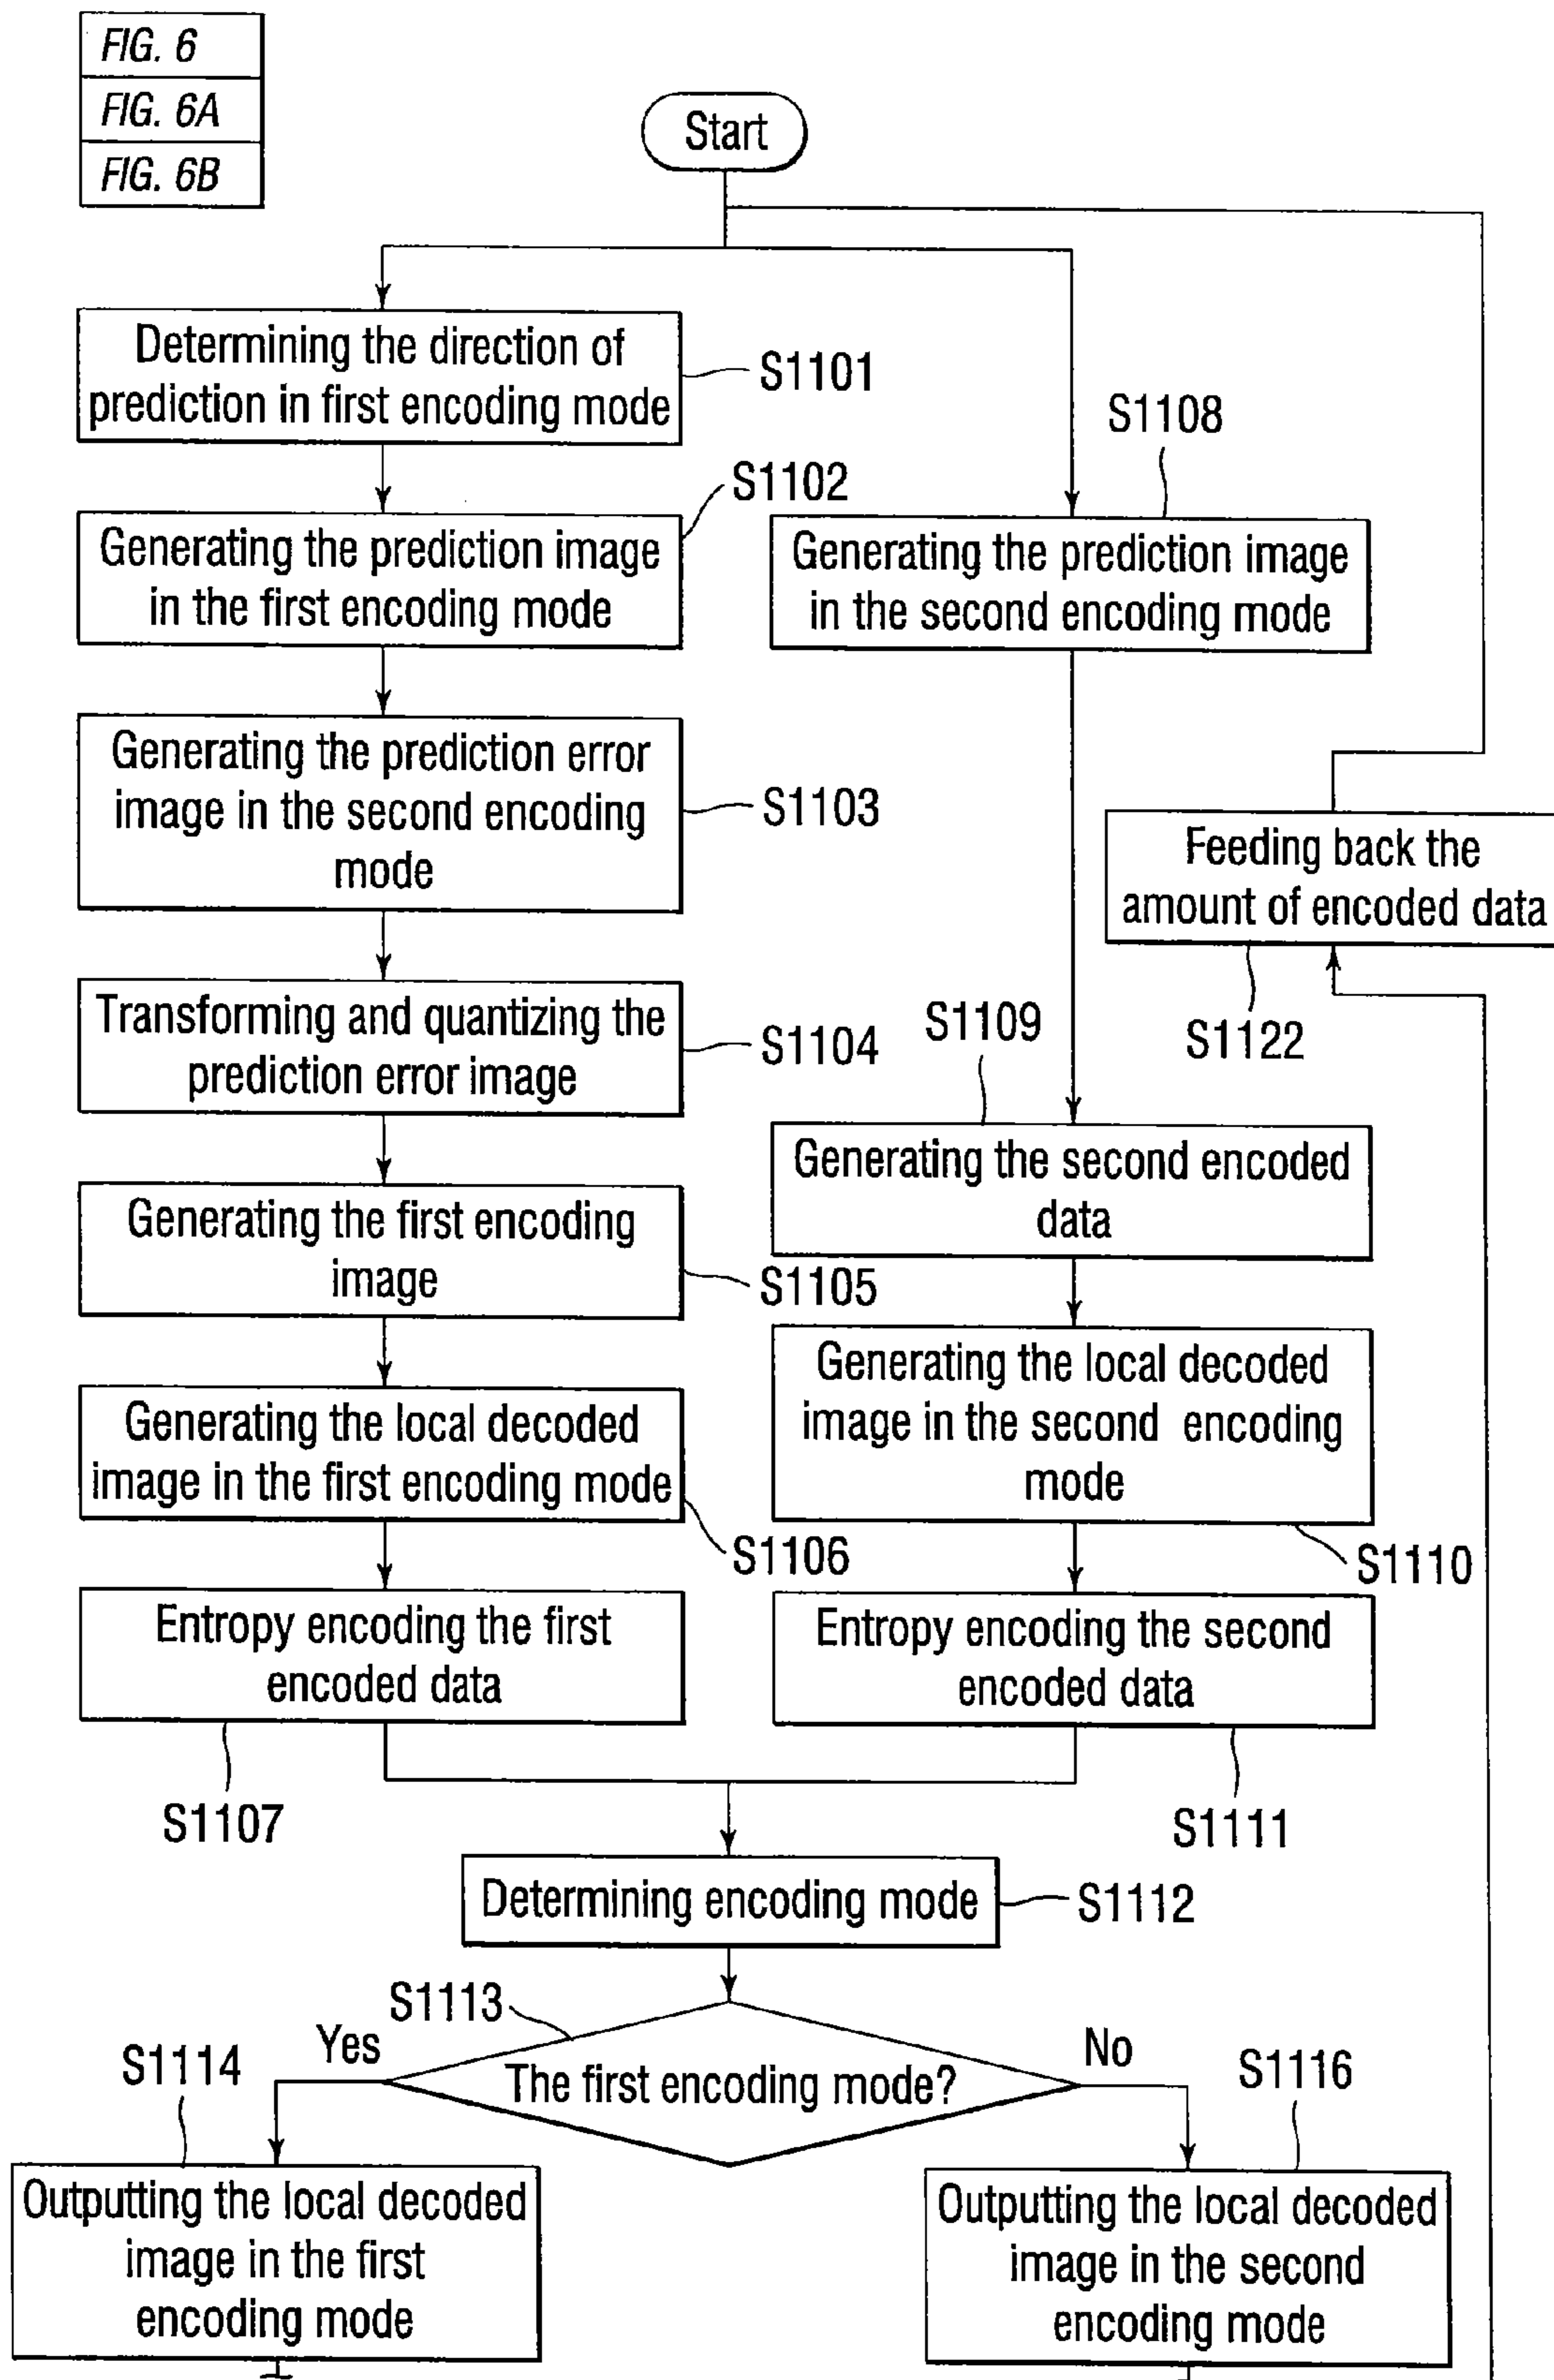 FIG. 6
FIG. 6A
FIG. 6B
Start
Determining the direction of
prediction in first encoding mode
S1101
S1108
S1102
Generating the prediction image
in the first encoding mode
Generating the prediction image
in the second encoding mode
Generating the prediction error
image in the second encoding
mode
S1103
Feeding back the
amount of encoded data
S1122
Transforming and quantizing the
prediction error image
S1104
S1109
Generating the second encoded
data
Generating the first encoding
image
S1105
Generating the local decoded
image in the second encoding
mode
S1110
Generating the local decoded
image in the first encoding mode
S1106
Entropy encoding the first
encoded data
S1107
Entropy encoding the second
encoded data
S1111
Determining encoding mode
S1112
S1113
The first encoding mode?
Yes
No
S1114
S1116
Outputting the local decoded
image in the first
encoding mode
Outputting the local decoded
image in the second
encoding mode